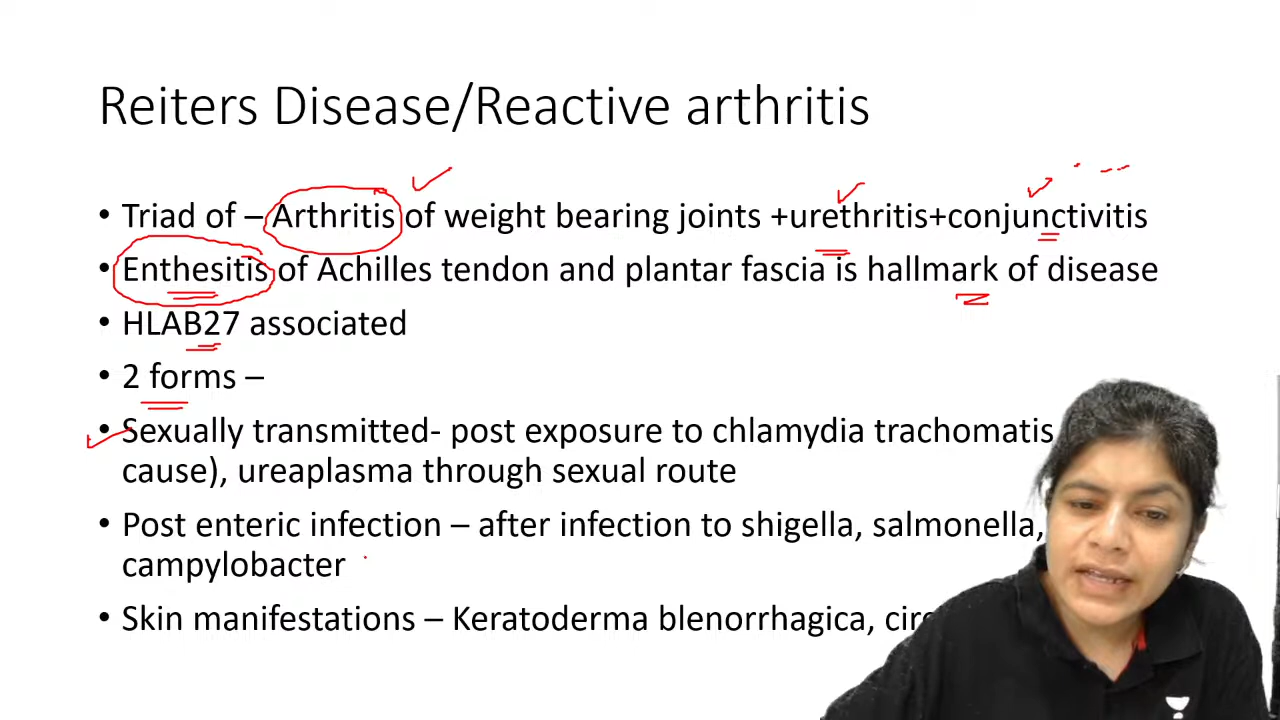 Reiters Disease/Reactive arthritis
• Triad of – Arthritis of weight bearing joints +urethritis+conjunctivitis
• Enthesitis of Achilles tendon and plantar fascia is hallmark of disease
• HLAB27 associated
• 2 forms –
• Sexually transmitted- post exposure to chlamydia trachomatis
cause), ureaplasma through sexual route
• Post enteric infection – after infection to shigella, salmonella,
campylobacter
• Skin manifestations – Keratoderma blenorrhagica,